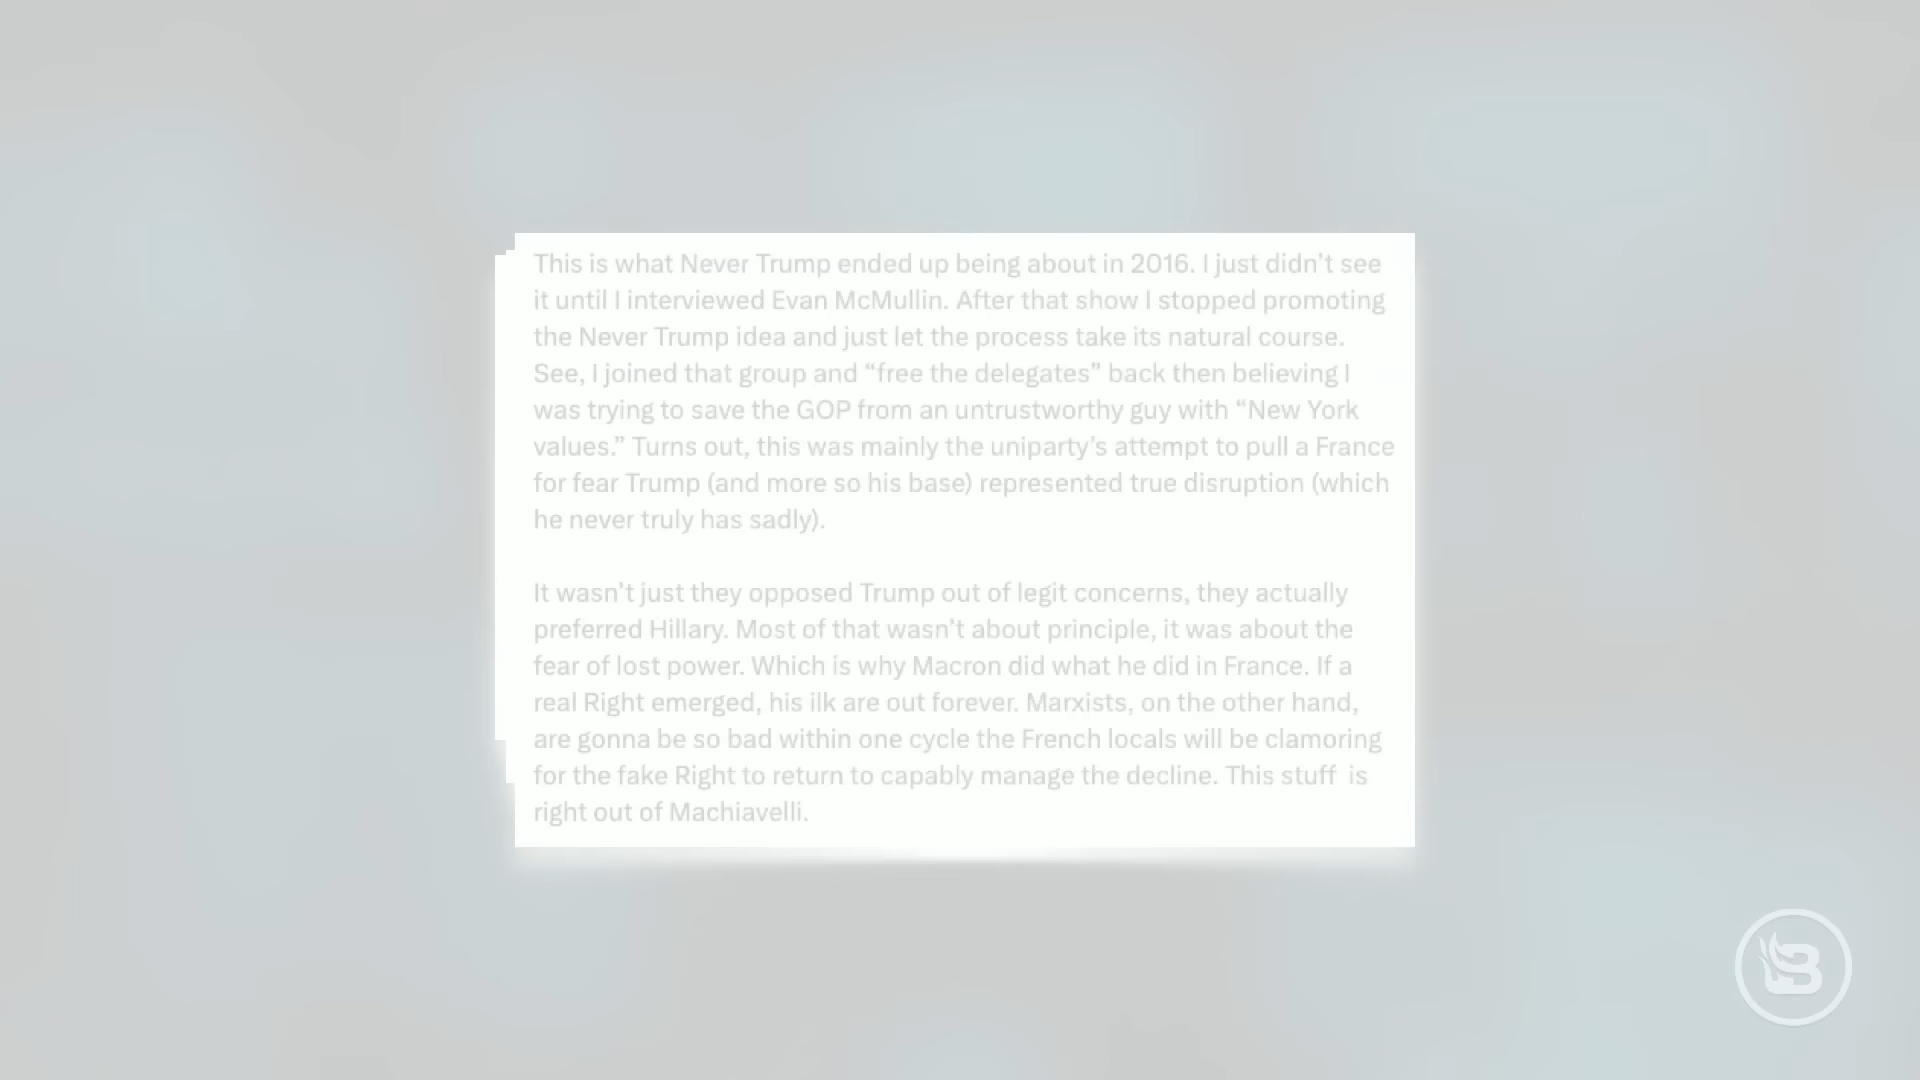 This is what Never Trump ended up being about in 2016. I just didn’t see
it until I interviewed Evan McMullin. After that show I stopped promoting
the Never Trump idea and just let the process take its natural course.
See, I joined that group and “free the delegates” back then believing I
was trying to save the GOP from an untrustworthy guy with “New York
values.” Turns out, this was mainly the uniparty’s attempt to pull a France
for fear Trump (and more so his base) represented true disruption (which
he never truly has sadly).
It wasn’t just they opposed Trump out of legit concerns, they actually
preferred Hillary. Most of that wasn’t about principle, it was about the
fear of lost power. Which is why Macron did what he did in France. If a
real Right emerged, his ilk are out forever. Marxists, on the other hand,
are gonna be so bad within one cycle the French locals will be clamoring
for the fake Right to return to capably manage the decline. This stuff  is
right out of Machiavelli.
B